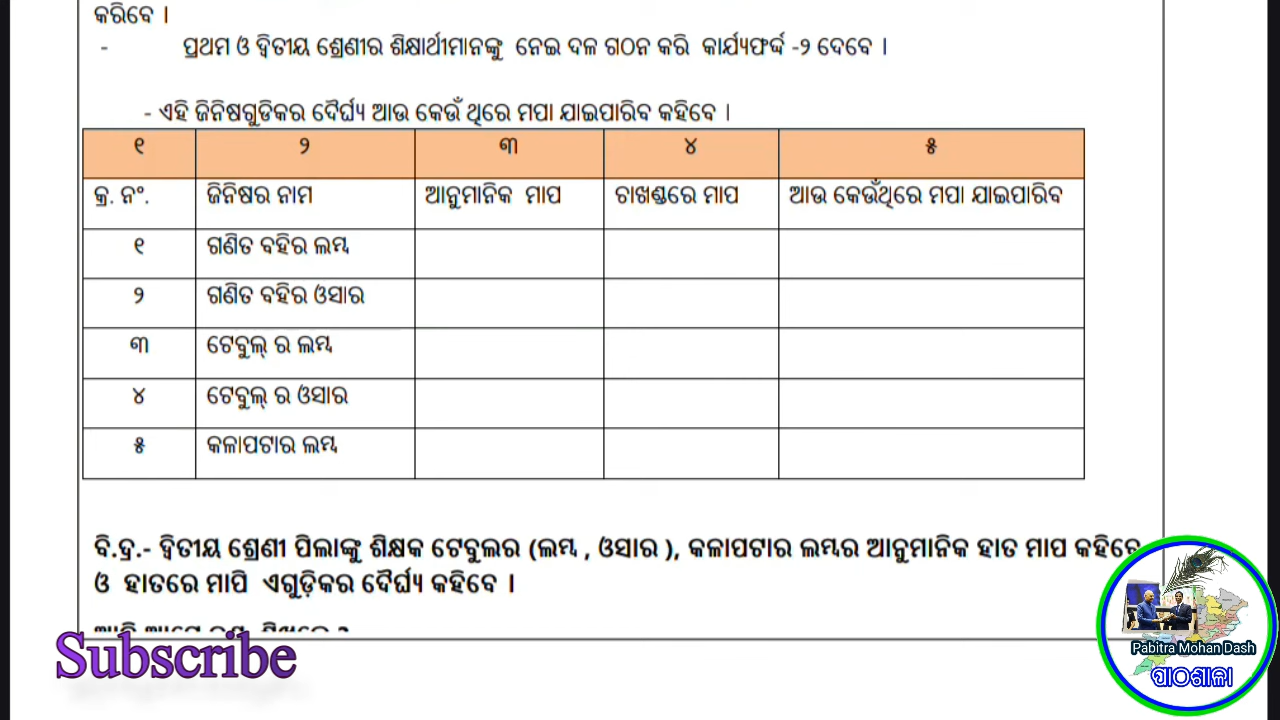 କରିବେ ।
- ପ୍ରଥମ ଓ ଦ୍ବିତୀୟ ଶ୍ରେଣୀର ଶିକ୍ଷାର୍ଥୀମାନଙ୍କୁ ନେଇ ଦଳ ଗଠନ କରି କାର୍ଯ୍ୟଫର୍ଦ୍ଦ -୨ ଦେବେ ।
- ଏହି ଜିନିଷଗୁଡିକର ଦୈର୍ଘ୍ୟ ଆଉ କେଉଁ ଥିରେ ମପା ଯାଇପାରିବ କହିବେ ।
୧ ୨ ୩ ୪ ୫
କ୍ର. ନଂ. ଜିନିଷର ନାମ ଆନୁମାନିକ ମାପ ଚାଖଣ୍ଡରେ ମାପ ଆଉ କେଉଁଥିରେ ମପା ଯାଇପାରିବ
୧ ଗଣିତ ବହିର ଲମ୍ଭ
୨ ଗଣିତ ବହିର ଓସାର
୩ ଟେବୁଲ୍ ର ଲମ୍ଭ
୪ ଟେବୁଲ୍ ର ଓସାର
୫ କଳାପଟାର ଲମ୍ଭ
ବି.ଦ୍ର.- ଦ୍ବିତୀୟ ଶ୍ରେଣୀ ପିଲାଙ୍କୁ ଶିକ୍ଷକ ଟେବୁଲର (ଲମ୍ଭ , ଓସାର ), କଳାପଟାର ଲମ୍ଭର ଆନୁମାନିକ ହାତ ମାପ କହିବେ
ଓ ହାତରେ ମାପି ଏଗୁଡ଼ିକର ଦୈର୍ଘ୍ୟ କହିବେ ।
Subscribe
Pabitra Mohan Dash
ପାଠଶାଳା